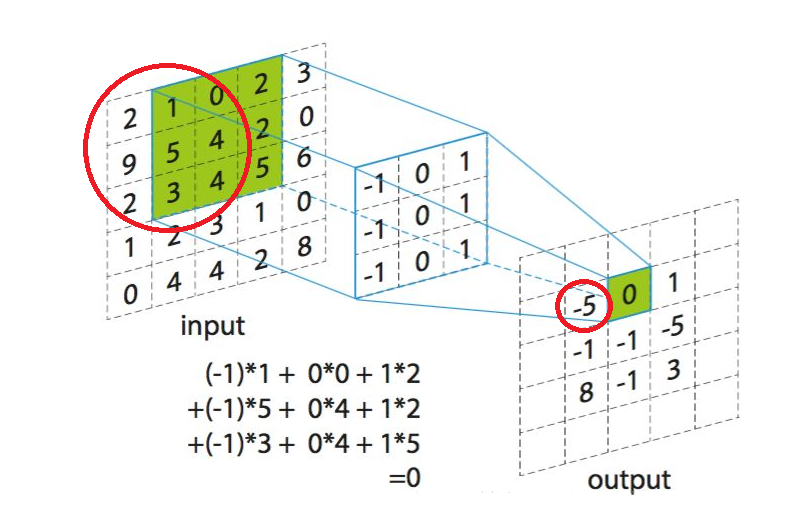 2 1 0 2 3
9 5 4 2 0
2 3 4 5 6
1 2 3 1 0
0 4 4 2 8
input
-1 0 1
-1 0 1
-1 0 1
-5 0 1
-1 -1 -5
8 -1 3
output
(-1)*1 + 0*0 + 1*2
+(-1)*5 + 0*4 + 1*2
+(-1)*3 + 0*4 + 1*5
=0